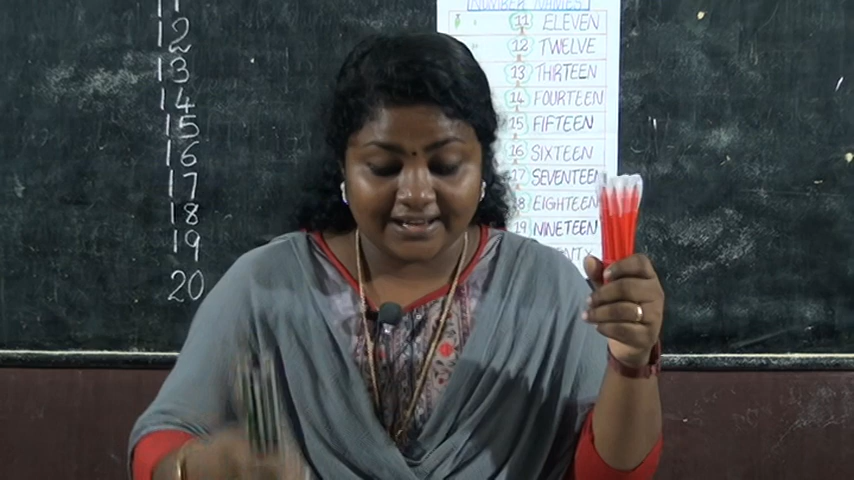 11
12
13
14
15
16
17
18
19
20
NUMBER NAMES
11 ELEVEN
12 TWELVE
13 THIRTEEN
14 FOURTEEN
15 FIFTEEN
16 SIXTEEN
17 SEVENTEEN
18 EIGHTEEN
19 NINETEEN